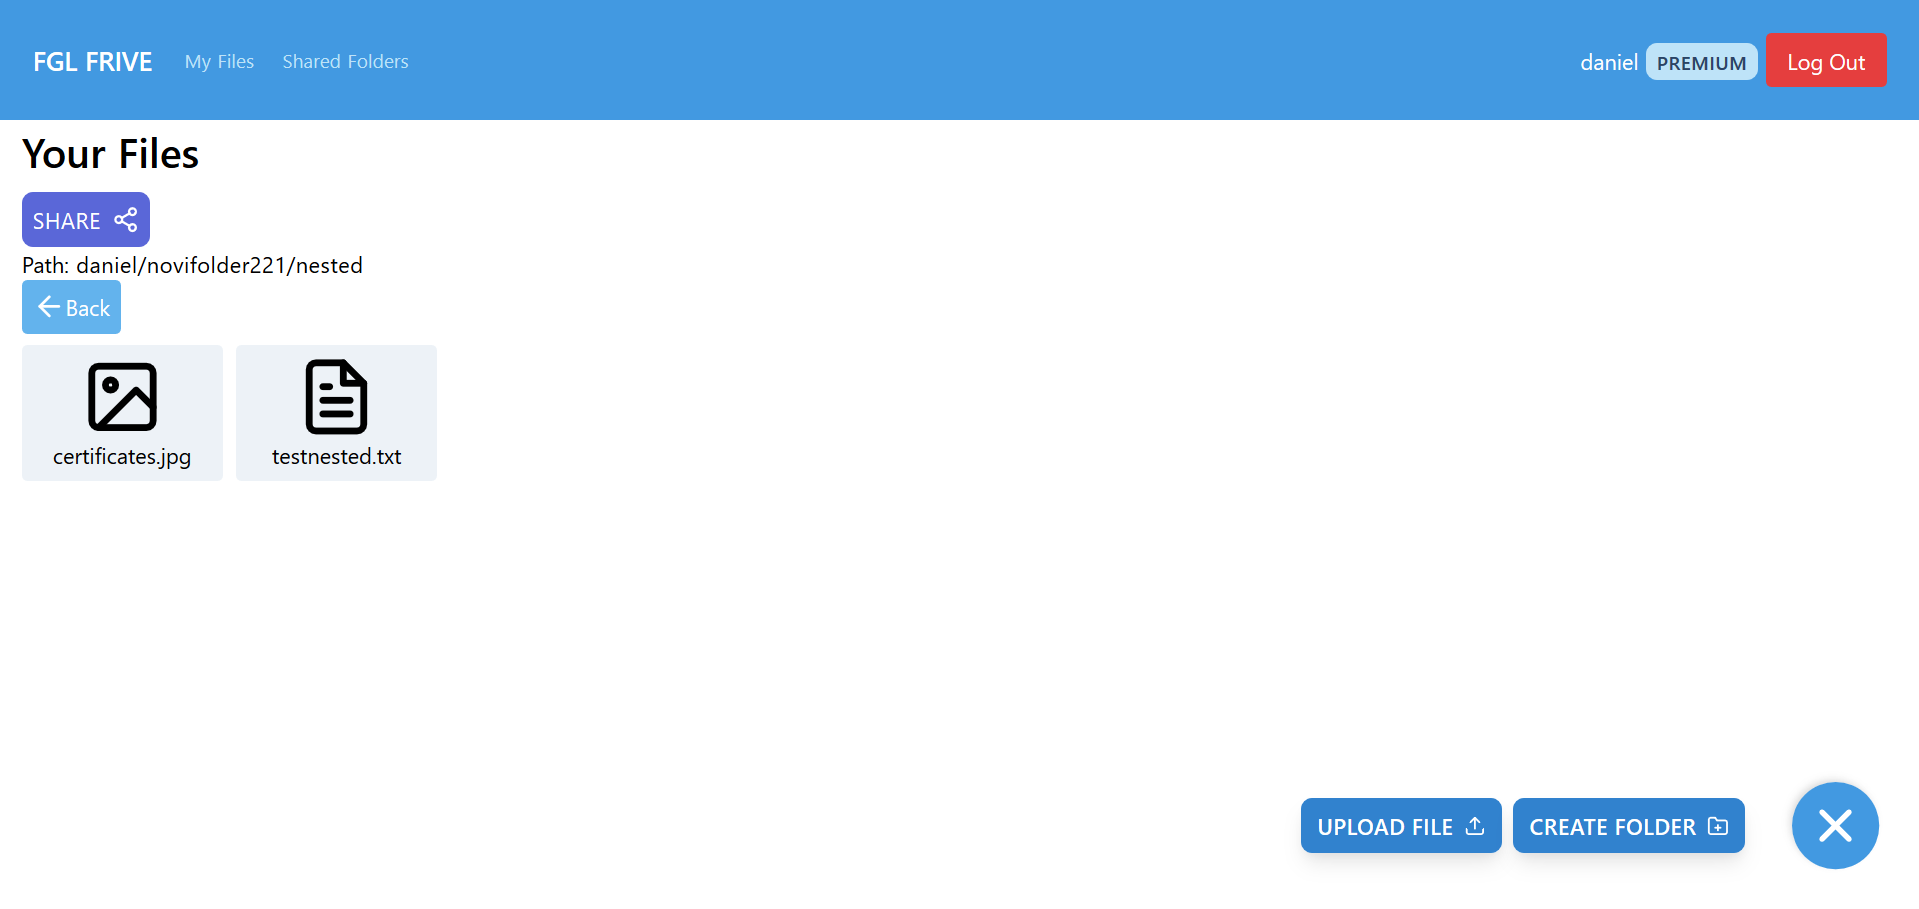 FGL FRIVE My Files Shared Folders daniel PREMIUM Log Out
Your Files
SHARE
Path: daniel/novifolder221/nested
Back
certificates.jpg testnested.txt
UPLOAD FILE CREATE FOLDER